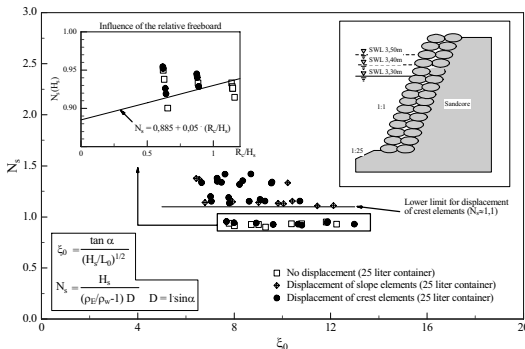 3.0
2.5
2.0
1.5
1.0
0.5
0.0
N_s
0
4
8
12
16
20
ξ_0
Influence of the relative freeboard
1.00
0.95
0.90
N_s(H_s)
0
0.5
1
1.5
R_c/H_s
N_s = 0,885 + 0,05 · (R_c/H_s)
SWL 3,50m
SWL 3,40m
SWL 3,30m
1:1
Sandcore
1:25
Lower limit for displacement
of crest elements (N_s=1,1)
ξ_0 = tan α / (H_s/L_0)^1/2
N_s = H_s / (ρ_E/ρ_w-1) D D = l·sinα
No displacement (25 liter container)
Displacement of slope elements (25 liter container)
Displacement of crest elements (25 liter container)